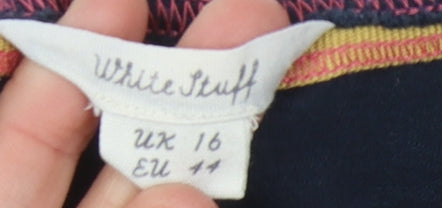 White Stuff
UK 16
EU 44